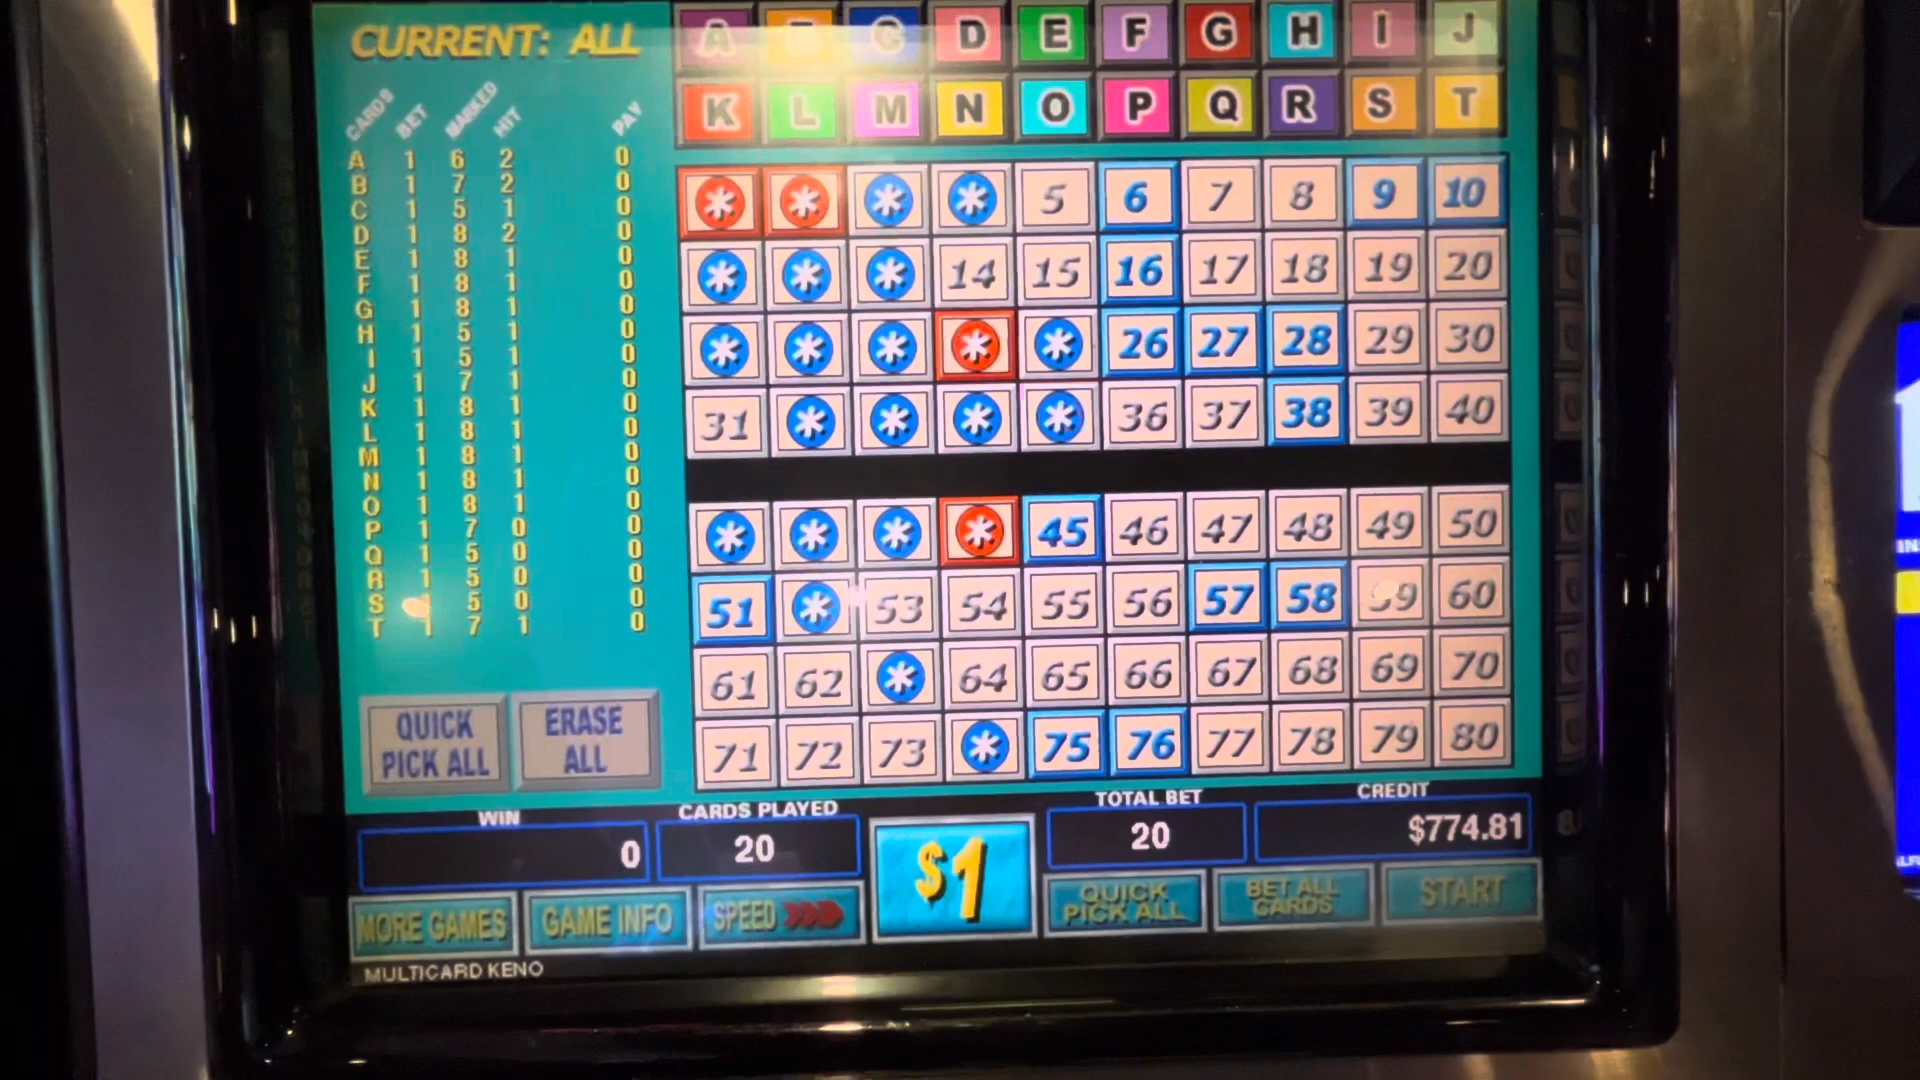 CURRENT: ALL
A B C D E F G H I J
K L M N O P Q R S T
CARDS BET MARKED HIT PAY
A 1 6 2 0
B 1 7 2 0
C 1 5 1 0
D 1 8 2 0
E 1 8 1 0
F 1 8 1 0
G 1 8 1 0
H 1 5 1 0
I 1 5 1 0
J 1 7 1 0
K 1 8 1 0
L 1 8 1 0
M 1 8 1 0
N 1 8 1 0
O 1 8 1 0
P 1 7 0 0
Q 1 5 0 0
R 1 5 0 0
S 1 5 0 0
T 1 7 1 0
* * * * 5 6 7 8 9 10
* * * 14 15 16 17 18 19 20
* * * * * 26 27 28 29 30
31 * * * * 36 37 38 39 40
* * * * 45 46 47 48 49 50
51 * 53 54 55 56 57 58 59 60
61 62 * 64 65 66 67 68 69 70
71 72 73 * 75 76 77 78 79 80
QUICK PICK ALL
ERASE ALL
WIN
0
CARDS PLAYED
20
$1
TOTAL BET
20
CREDIT
$774.81
MORE GAMES
GAME INFO
SPEED
QUICK PICK ALL
BET ALL CARDS
START
MULTICARD KENO